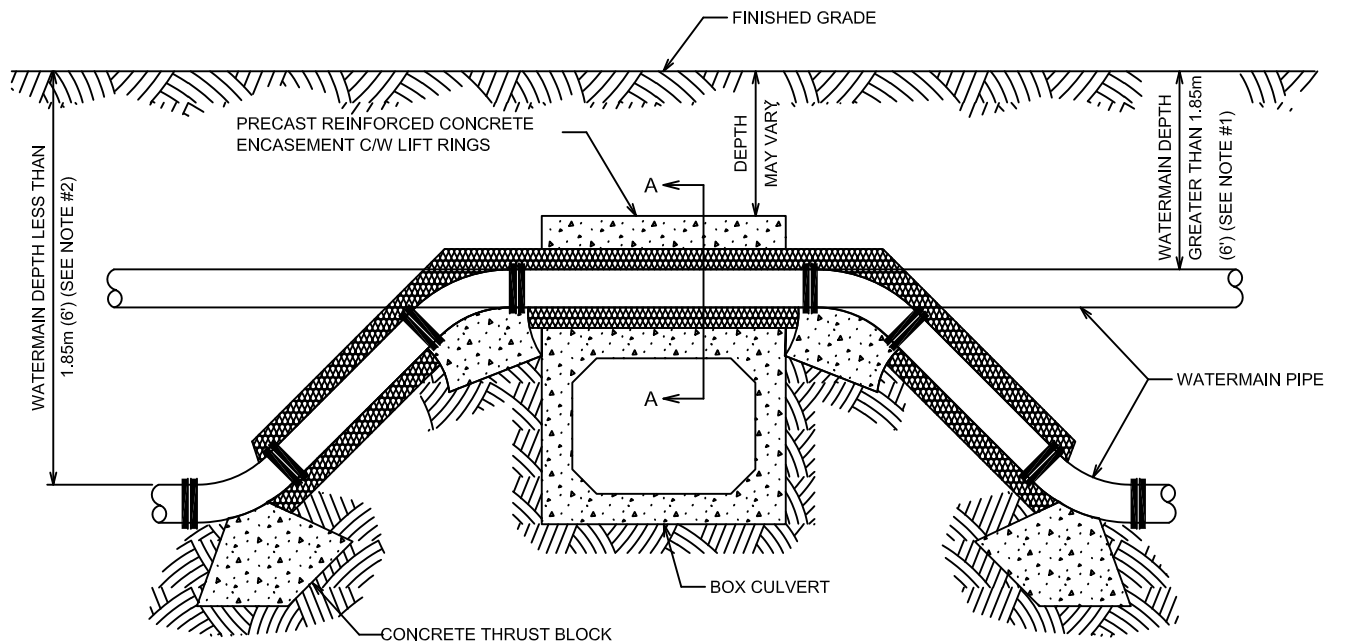 FINISHED GRADE
PRECAST REINFORCED CONCRETE
ENCASEMENT C/W LIFT RINGS
DEPTH
MAY VARY
WATERMAIN DEPTH
GREATER THAN 1.85m
(6') (SEE NOTE #1)
WATERMAIN DEPTH LESS THAN
1.85m (6') (SEE NOTE #2)
A
A
WATERMAIN PIPE
BOX CULVERT
CONCRETE THRUST BLOCK